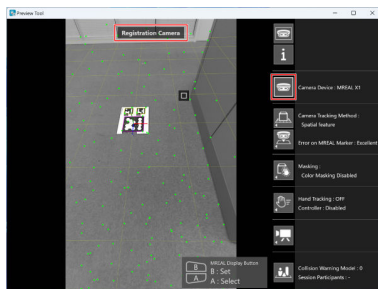 Preview Tool
Registration Camera
Camera Device : MREAL X1
Camera Tracking Method :
Spatial feature
Error on MREAL Marker : Excellent
Masking :
Color Masking Disabled
Hand Tracking : OFF
Controller : Disabled
MREAL Display Button
B
B : Set
A
A : Select
Collision Warning Model : 0
Session Participants : -